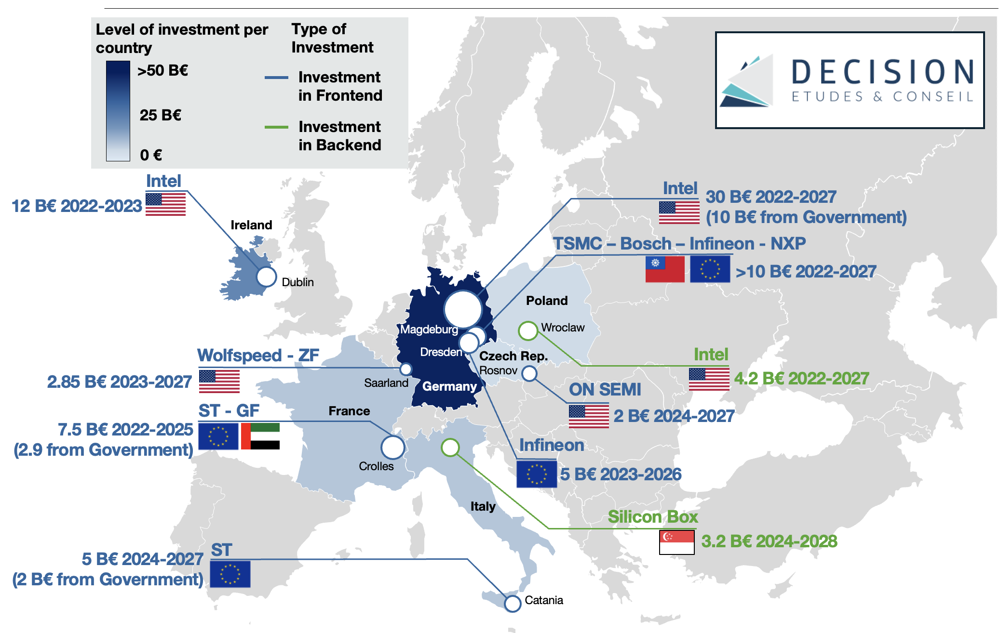 Level of investment per
country
>50 B€
25 B€
0 €
Type of
Investment
Investment
in Frontend
Investment
in Backend
DECISION
ETUDES & CONSEIL
Intel
12 B€ 2022-2023
Ireland
Dublin
Intel
30 B€ 2022-2027
(10 B€ from Government)
TSMC – Bosch – Infineon - NXP
>10 B€ 2022-2027
Poland
Wroclaw
Magdeburg
Dresden
Czech Rep.
Rosnov
Wolfspeed - ZF
2.85 B€ 2023-2027
Saarland
Germany
Intel
4.2 B€ 2022-2027
ON SEMI
2 B€ 2024-2027
ST - GF
7.5 B€ 2022-2025
(2.9 from Government)
France
Crolles
Infineon
5 B€ 2023-2026
Italy
Silicon Box
3.2 B€ 2024-2028
ST
5 B€ 2024-2027
(2 B€ from Government)
Catania